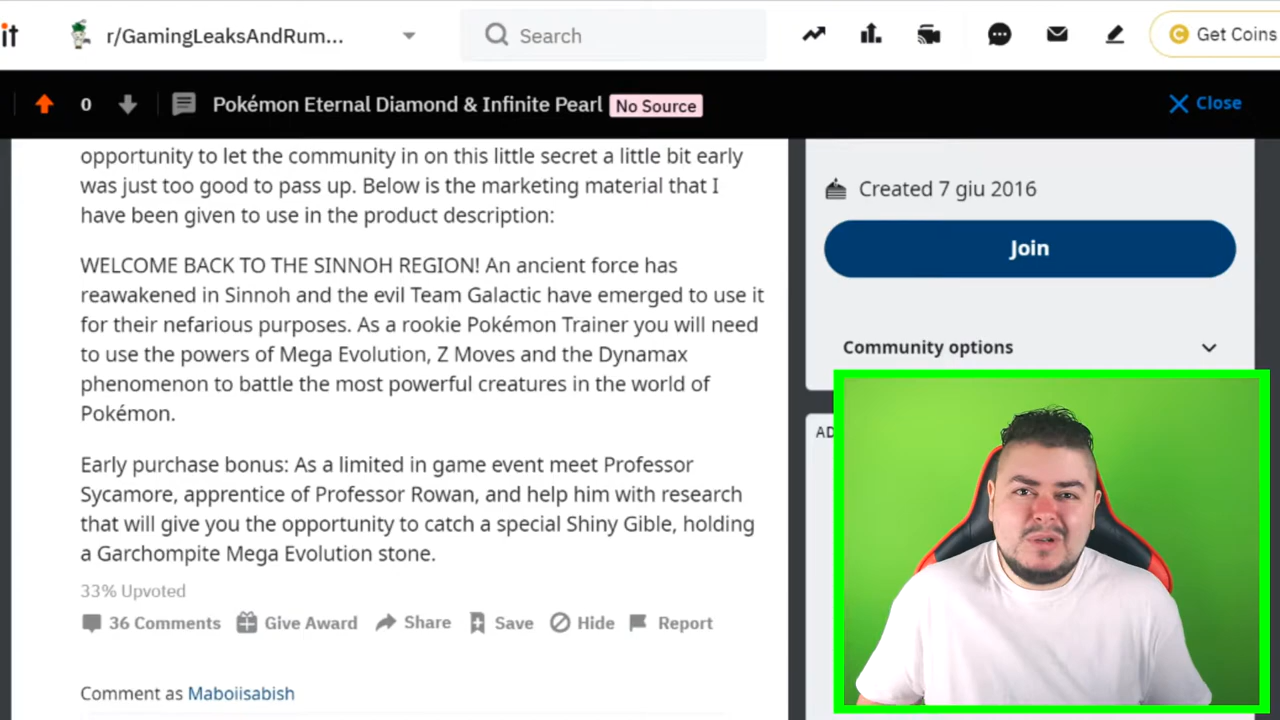 it
r/GamingLeaksAndRum...
Search
Get Coins
0
Pokémon Eternal Diamond & Infinite Pearl
No Source
Close
opportunity to let the community in on this little secret a little bit early
was just too good to pass up. Below is the marketing material that I
have been given to use in the product description:
WELCOME BACK TO THE SINNOH REGION! An ancient force has
reawakened in Sinnoh and the evil Team Galactic have emerged to use it
for their nefarious purposes. As a rookie Pokémon Trainer you will need
to use the powers of Mega Evolution, Z Moves and the Dynamax
phenomenon to battle the most powerful creatures in the world of
Pokémon.
Early purchase bonus: As a limited in game event meet Professor
Sycamore, apprentice of Professor Rowan, and help him with research
that will give you the opportunity to catch a special Shiny Gible, holding
a Garchompite Mega Evolution stone.
33% Upvoted
36 Comments
Give Award
Share
Save
Hide
Report
Comment as Maboiisabish
Created 7 giu 2016
Join
Community options
AD